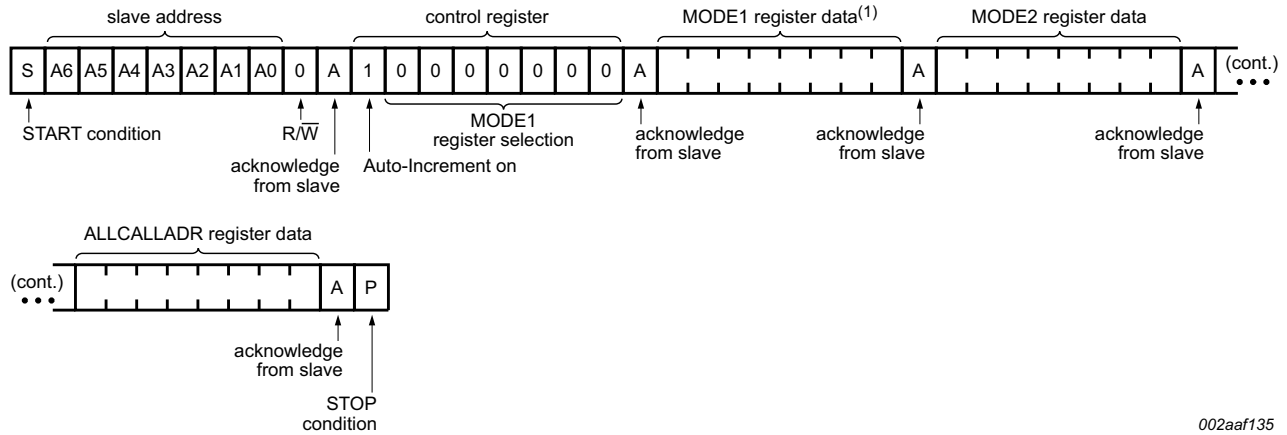 slave address control register MODE1 register data(1) MODE2 register data
S A6 A5 A4 A3 A2 A1 A0 0 A 1 0 0 0 0 0 0 0 A A A (cont.)
START condition R/W̅ MODE1 register selection acknowledge from slave acknowledge from slave acknowledge from slave
acknowledge from slave Auto-Increment on
ALLCALLADR register data
(cont.) A P
acknowledge from slave
STOP condition
002aaf135